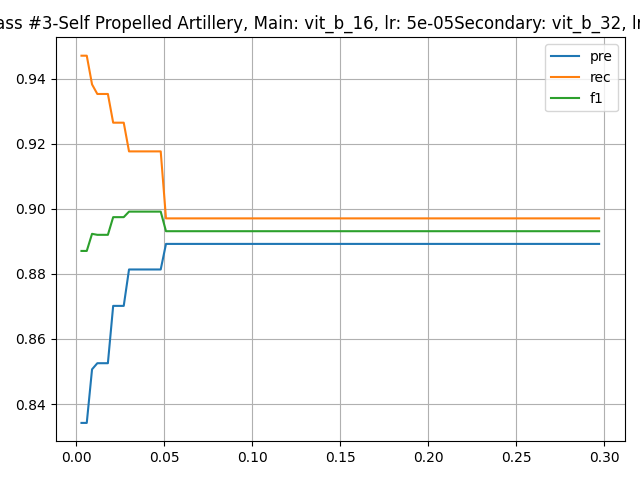 ass #3-Self Propelled Artillery, Main: vit_b_16, lr: 5e-05Secondary: vit_b_32, lr
pre
rec
f1
0.94
0.92
0.90
0.88
0.86
0.84
0.00 0.05 0.10 0.15 0.20 0.25 0.30